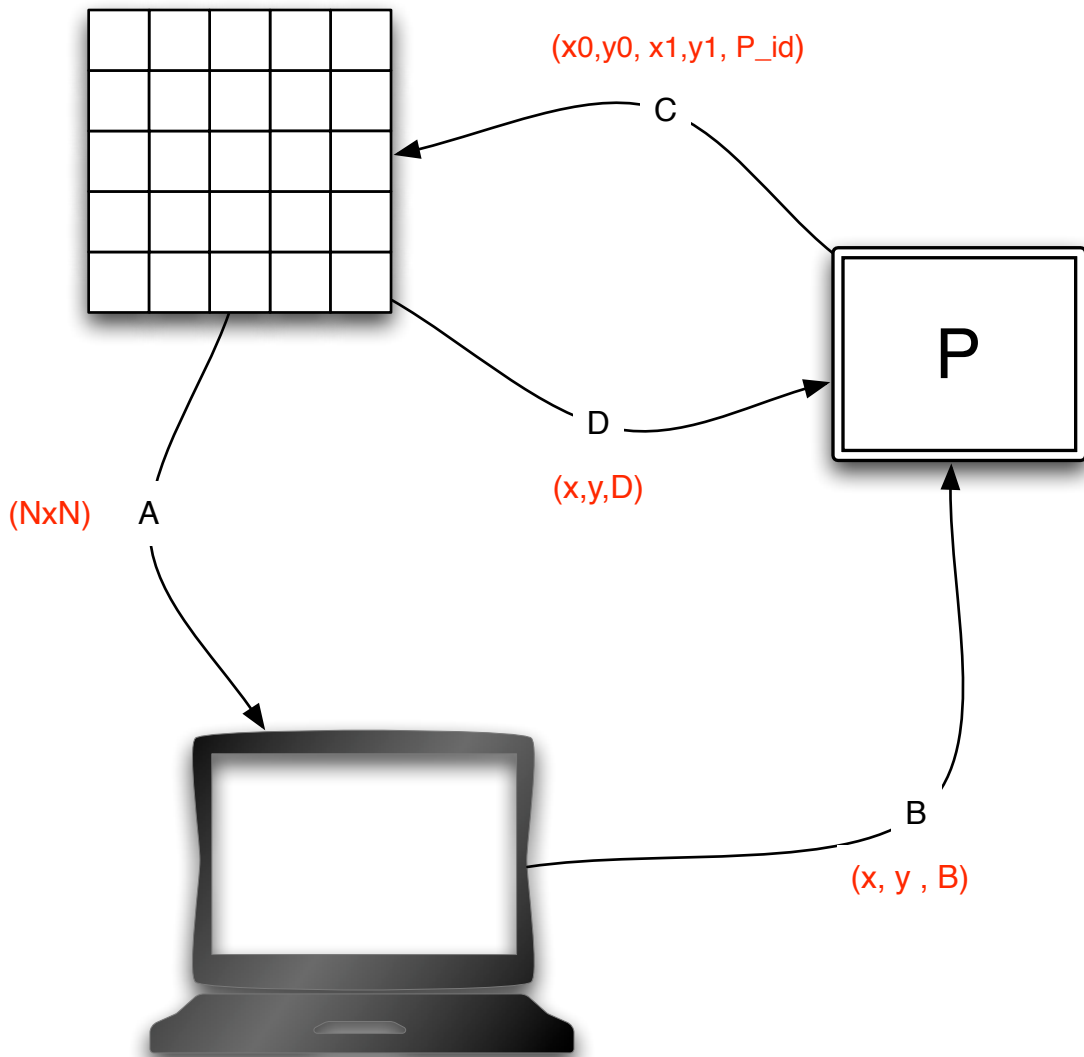 (x0,y0, x1,y1, P_id)
C
P
D
(x,y,D)
(NxN) A
B
(x, y , B)